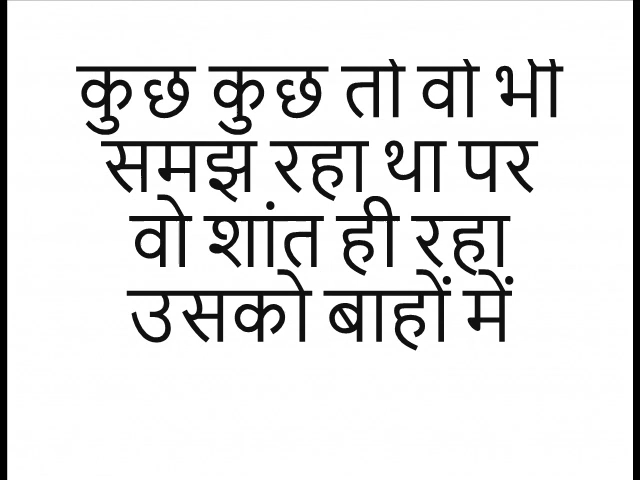 कुछ कुछ तो वो भी
समझ रहा था पर
वो शांत ही रहा
उसको बाहों में